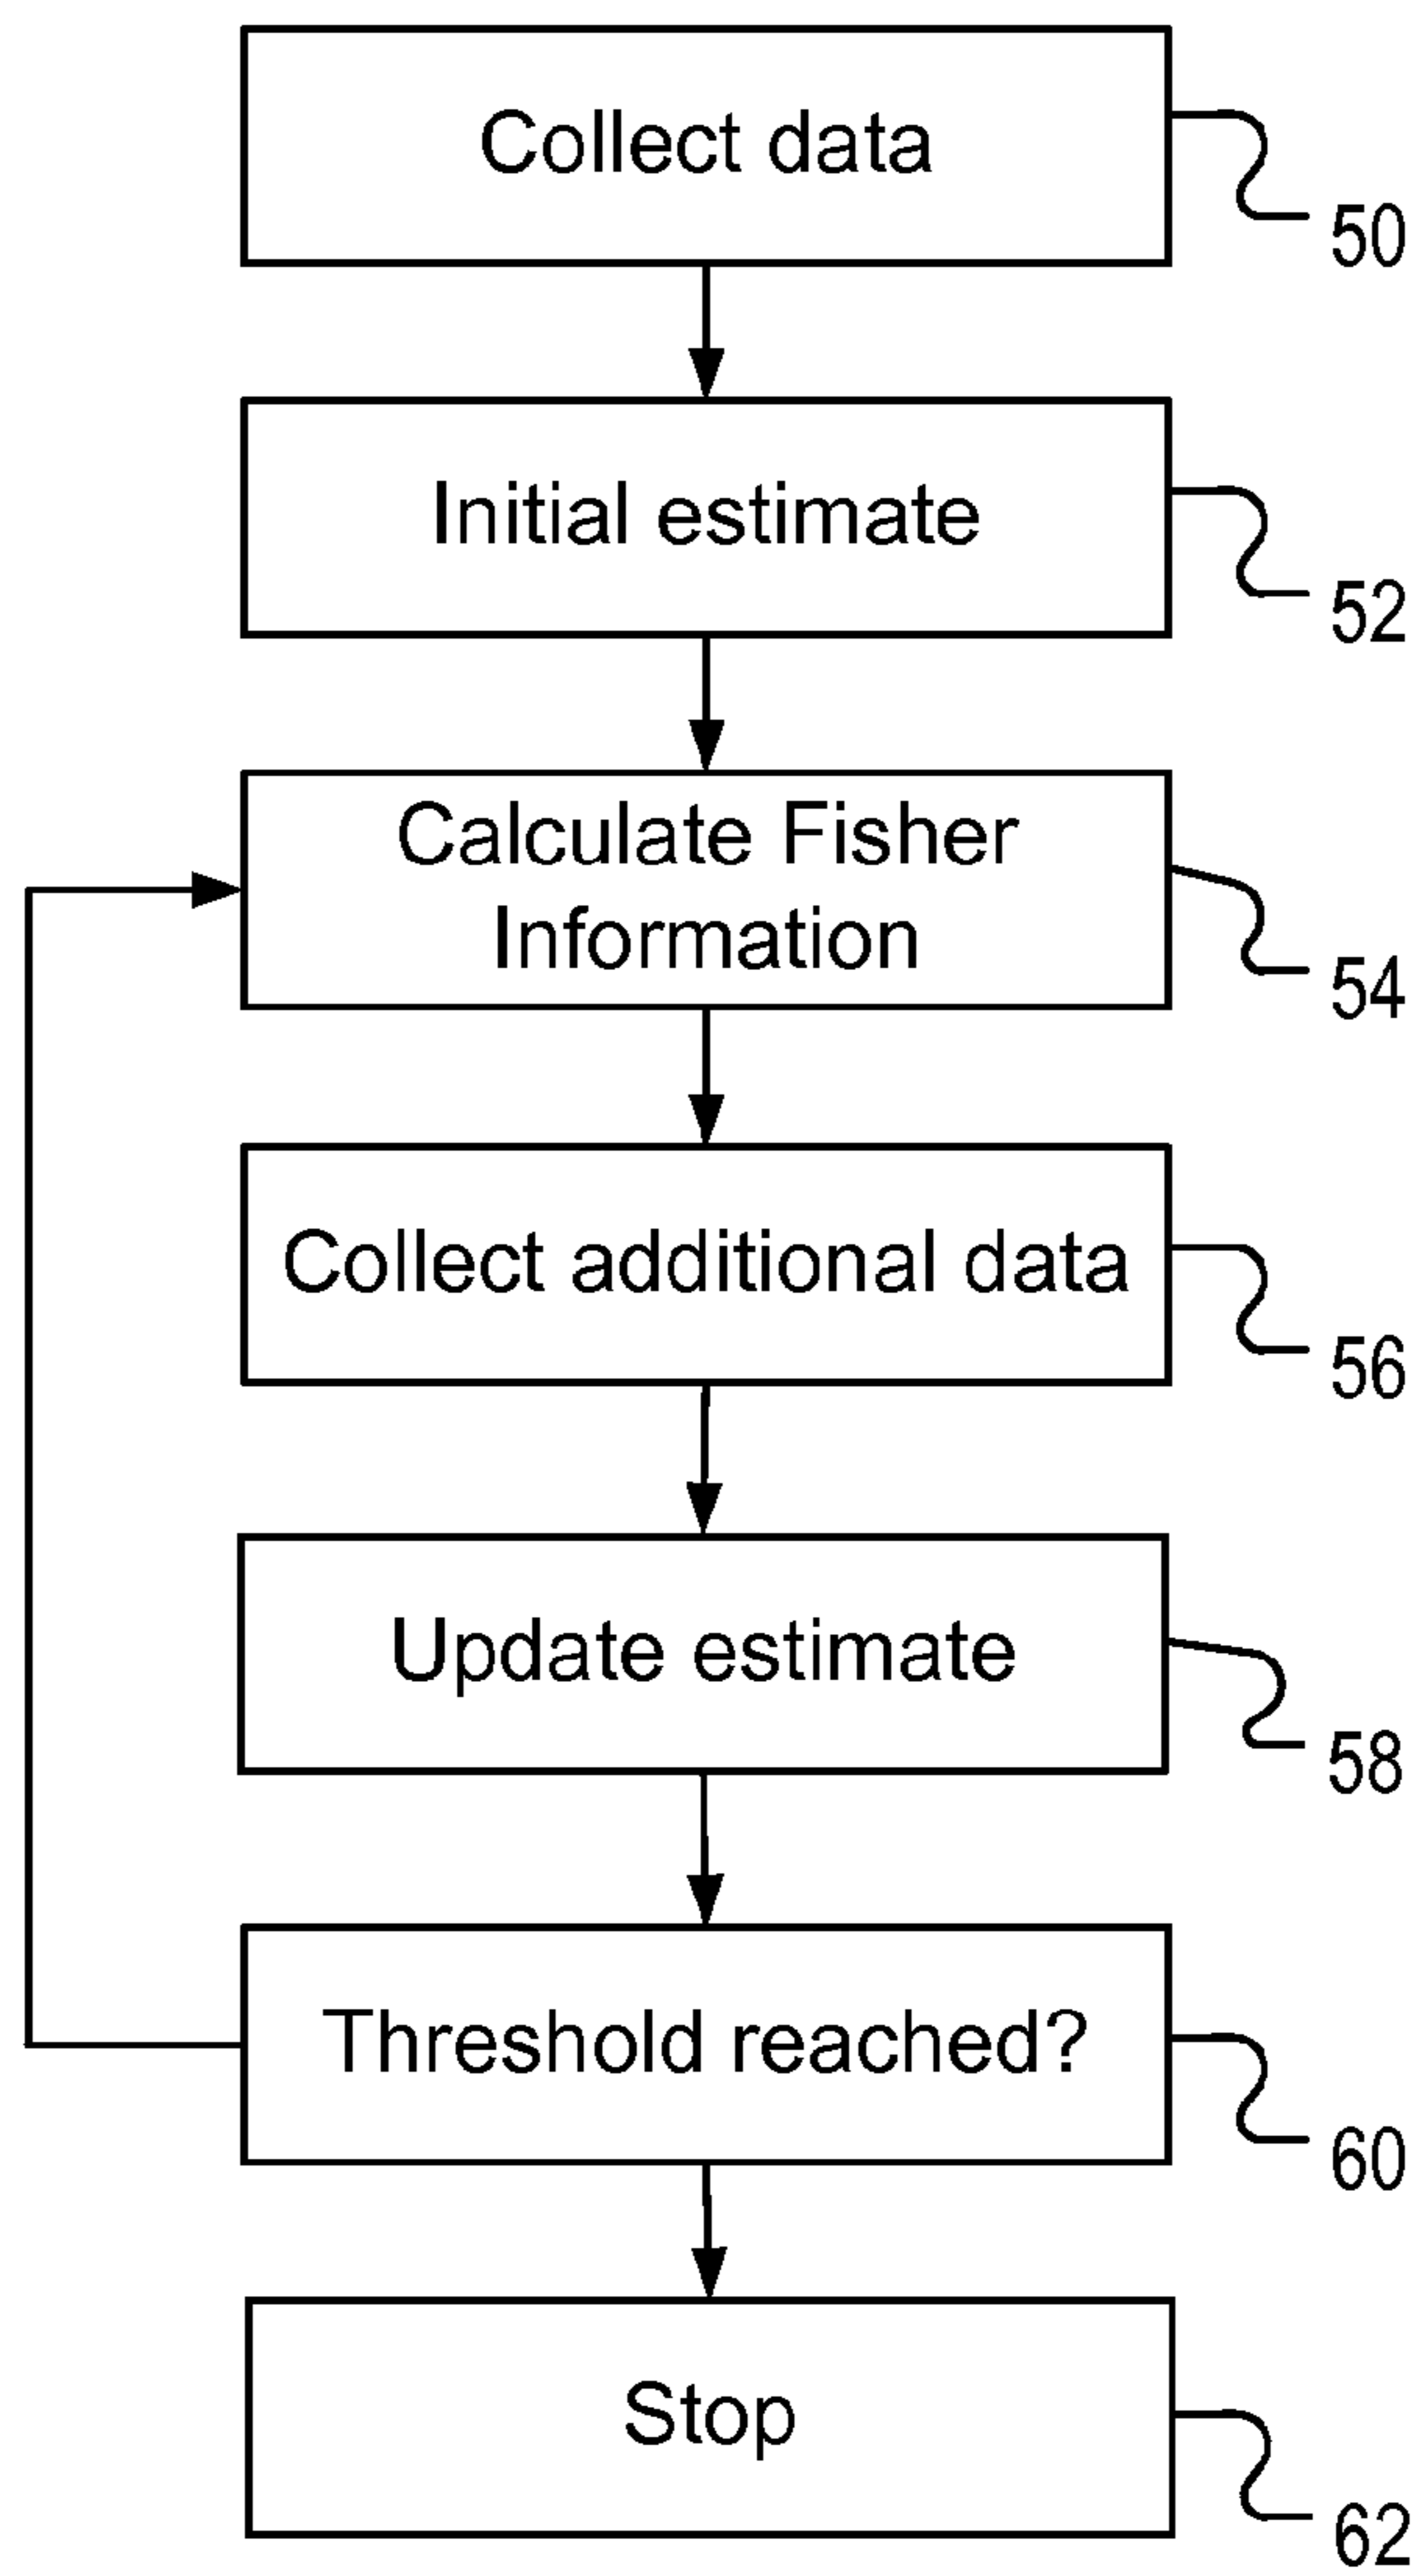 Collect data
50
Initial estimate
52
Calculate Fisher
Information
54
Collect additional data
56
Update estimate
58
Threshold reached?
60
Stop
62